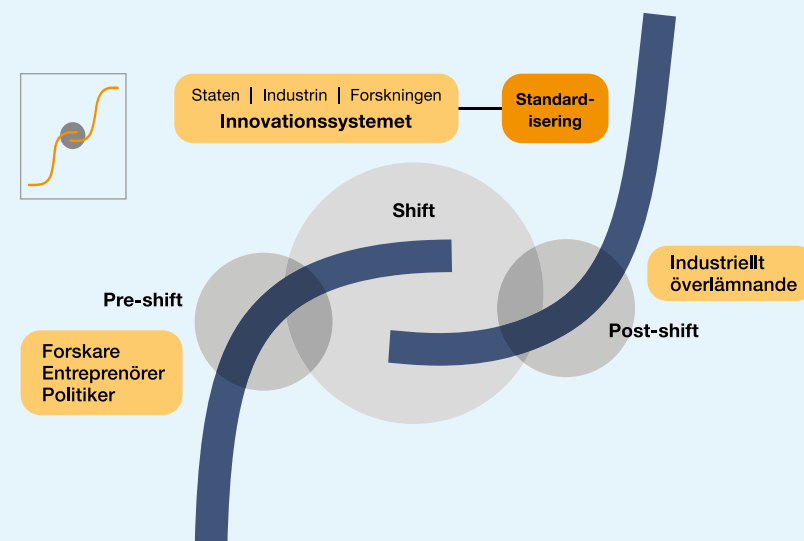 Staten | Industrin | Forskningen
Innovationssystemet
Standard-
isering
Shift
Pre-shift
Industriellt
överlämnande
Post-shift
Forskare
Entreprenörer
Politiker